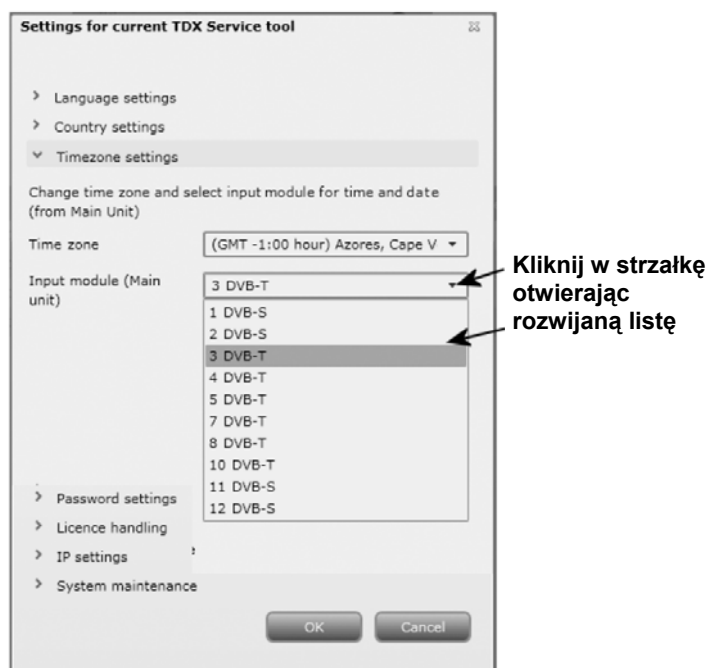 Settings for current TDX Service tool
Language settings
Country settings
Timezone settings
Change time zone and select input module for time and date
(from Main Unit)
Time zone
(GMT -1:00 hour) Azores, Cape V
Input module (Main
unit)
3 DVB-T
1 DVB-S
2 DVB-S
3 DVB-T
4 DVB-T
5 DVB-T
7 DVB-T
8 DVB-T
10 DVB-T
11 DVB-S
12 DVB-S
Kliknij w strzałkę
otwierając
rozwijaną listę
Password settings
Licence handling
IP settings
System maintenance
OK
Cancel